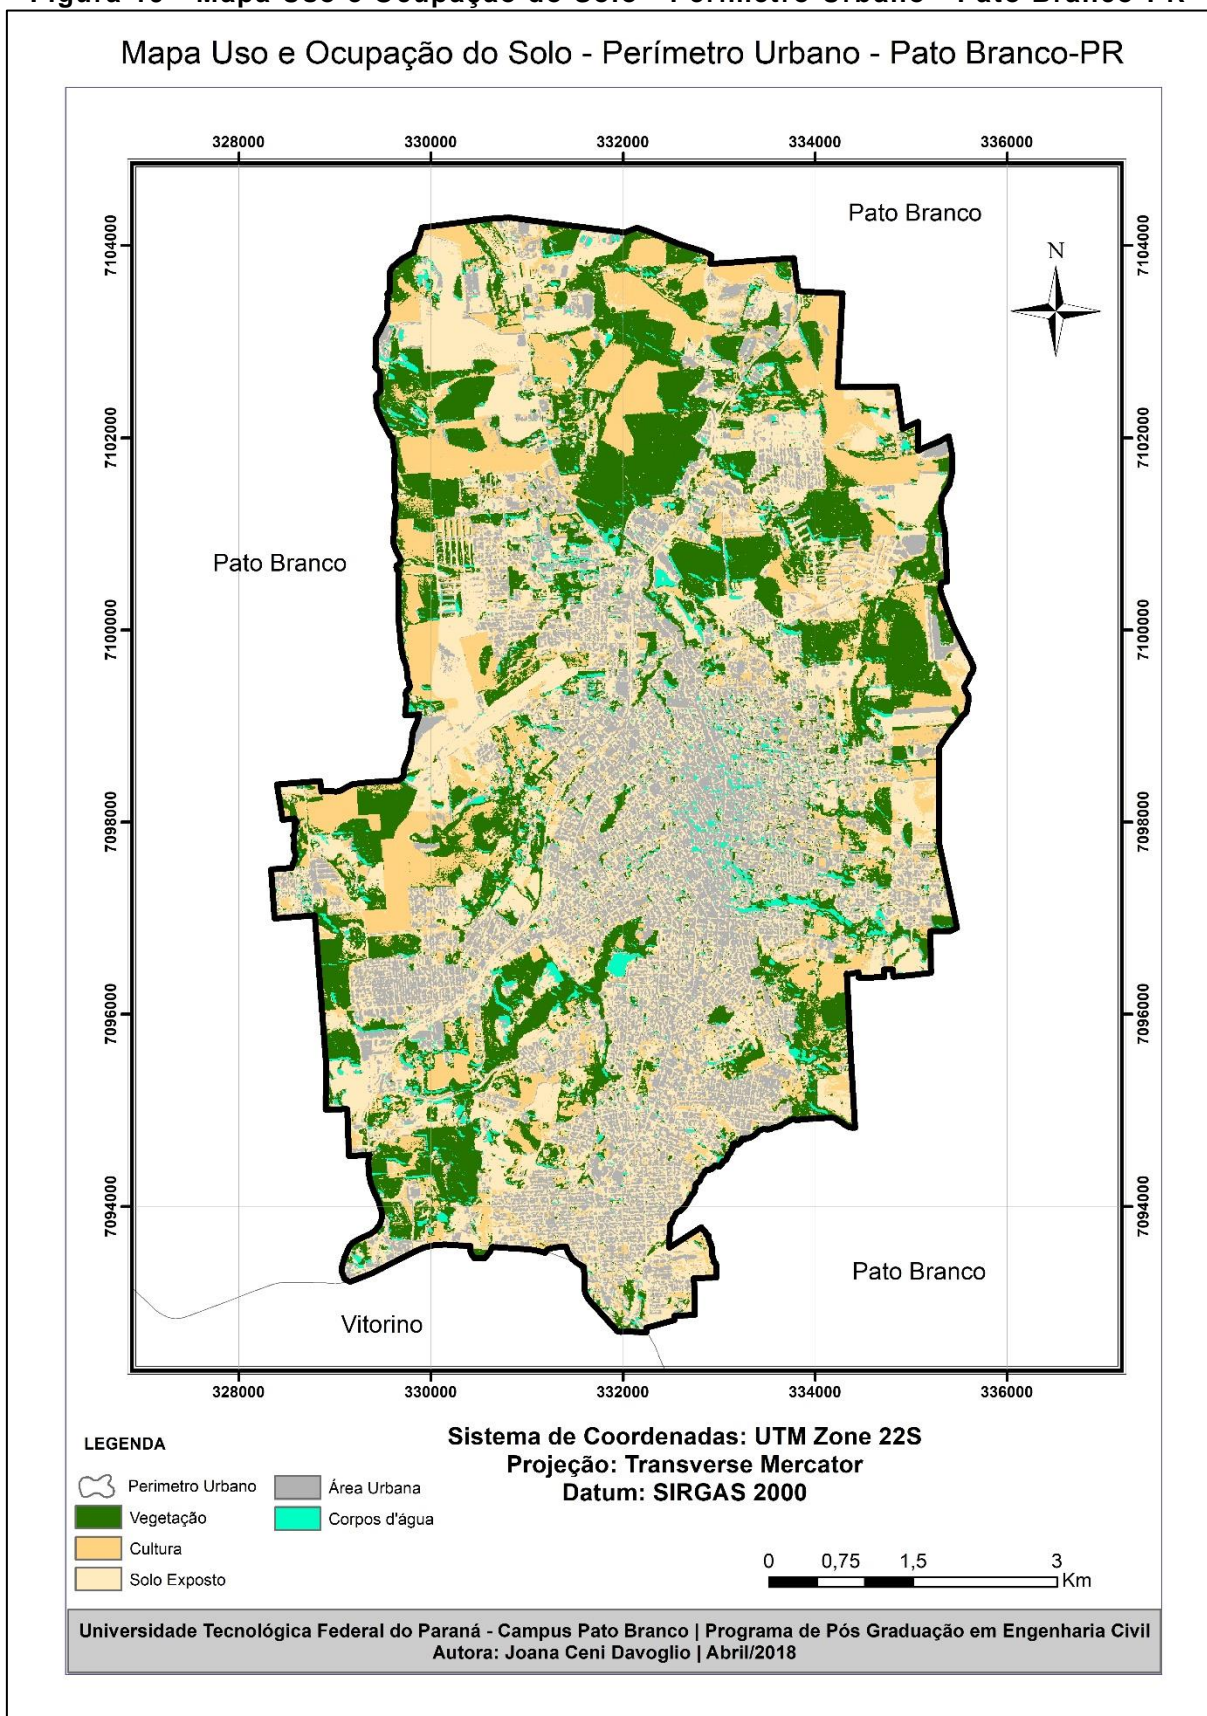 Mapa Uso e Ocupação do Solo - Perímetro Urbano - Pato Branco-PR
328000 330000 332000 334000 336000
Pato Branco
N
7104000 7104000
7102000 7102000
Pato Branco
7100000 7100000
7098000 7098000
7096000 7096000
7094000 7094000
Pato Branco
Vitorino
328000 330000 332000 334000 336000
LEGENDA
Perimetro Urbano
Vegetação
Cultura
Solo Exposto
Área Urbana
Corpos d'água
Sistema de Coordenadas: UTM Zone 22S
Projeção: Transverse Mercator
Datum: SIRGAS 2000
0 0,75 1,5 3
Km
Universidade Tecnológica Federal do Paraná - Campus Pato Branco | Programa de Pós Graduação em Engenharia Civil
Autora: Joana Ceni Davoglio | Abril/2018